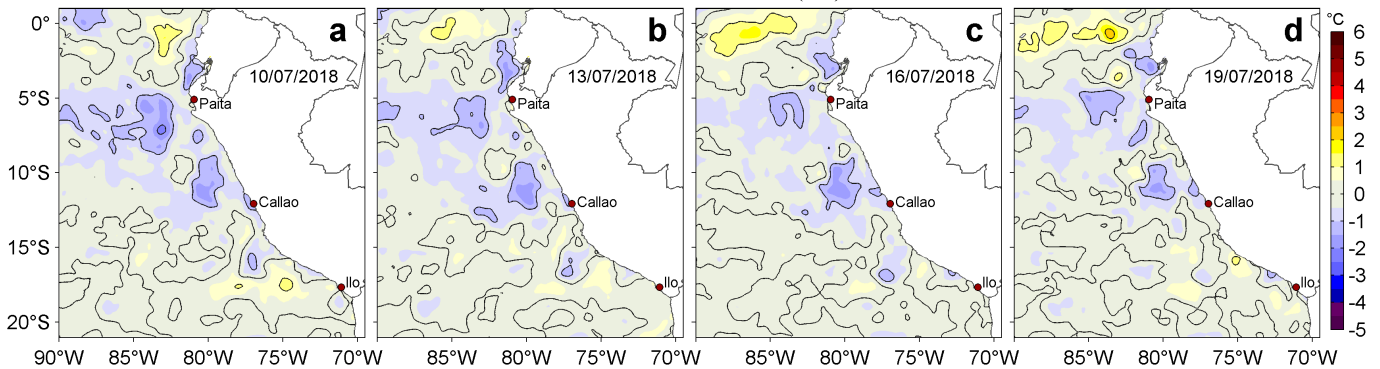 a b c d
10/07/2018 13/07/2018 16/07/2018 19/07/2018
0°
5°S
10°S
15°S
20°S
Paita Paita Paita Paita
Callao Callao Callao Callao
Ilo Ilo Ilo Ilo
90°W 85°W 80°W 75°W 70°W
85°W 80°W 75°W 70°W
85°W 80°W 75°W 70°W
85°W 80°W 75°W 70°W
°C
6
5
4
3
2
1
0
-1
-2
-3
-4
-5